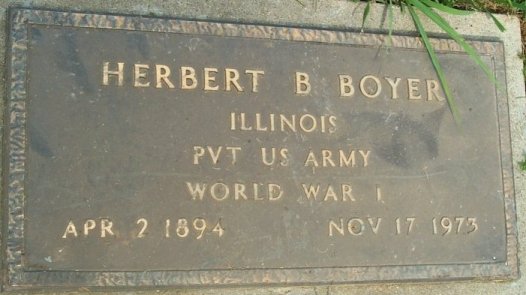 HERBERT B BOYER
ILLINOIS
PVT US ARMY
WORLD WAR I
APR 2 1894 NOV 17 1973